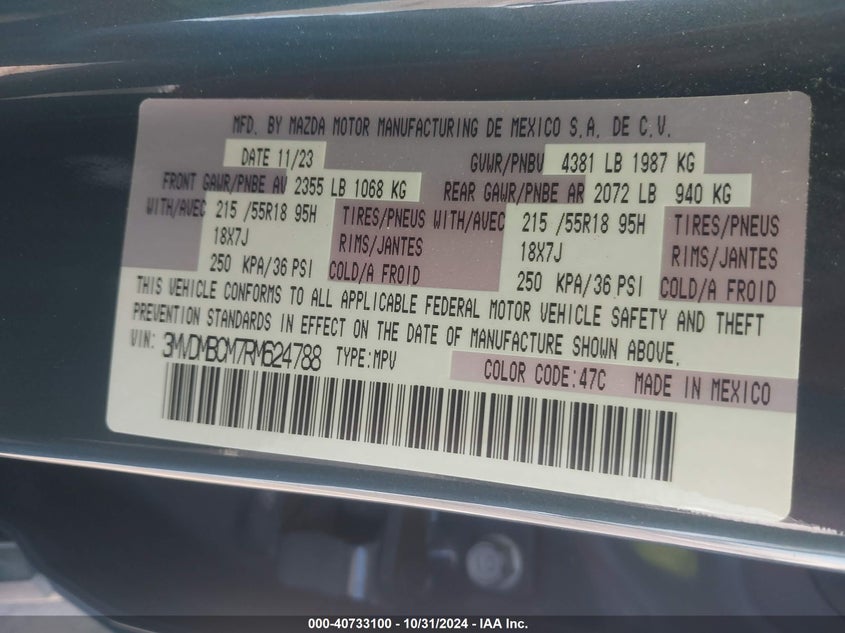 MFD. BY MAZDA MOTOR MANUFACTURING DE MEXICO S.A. DE C.V.
DATE 11/23 GVWR/PNBV 4381 LB 1987 KG
FRONT GAWR/PNBE AV 2355 LB 1068 KG REAR GAWR/PNBE AR 2072 LB 940 KG
WITH/AVEC 215 /55R18 95H TIRES/PNEUS WITH/AVEC 215 /55R18 95H TIRES/PNEUS
18X7J RIMS/JANTES 18X7J RIMS/JANTES
250 KPA/36 PSI COLD/A FROID 250 KPA/36 PSI COLD/A FROID
THIS VEHICLE CONFORMS TO ALL APPLICABLE FEDERAL MOTOR VEHICLE SAFETY AND THEFT
PREVENTION STANDARDS IN EFFECT ON THE DATE OF MANUFACTURE SHOWN ABOVE.
VIN: 3MVDMBCM7RM624788 TYPE:MPV
COLOR CODE:47C MADE IN MEXICO
000-40733100 - 10/31/2024 - IAA Inc.